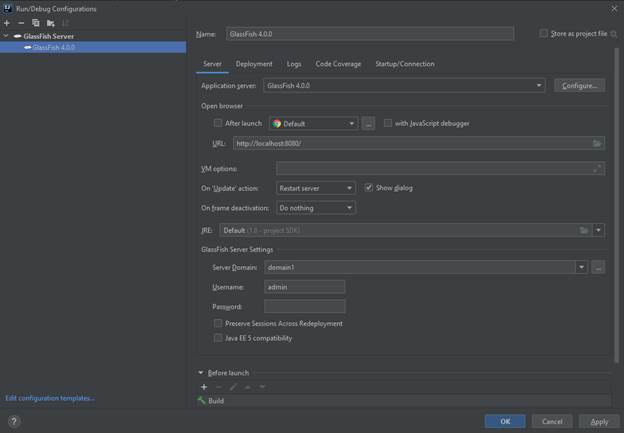 Run/Debug Configurations
GlassFish Server
GlassFish 4.0.0
Name: GlassFish 4.0.0
Store as project file
Server Deployment Logs Code Coverage Startup/Connection
Application server: GlassFish 4.0.0 Configure...
Open browser
After launch Default ... with JavaScript debugger
URL: http://localhost:8080/
VM options:
On 'Update' action: Restart server Show dialog
On frame deactivation: Do nothing
JRE: Default (1.8 - project SDK)
GlassFish Server Settings
Server Domain: domain1 ...
Username: admin
Password:
Preserve Sessions Across Redeployment
Java EE 5 compatibility
Before launch
Build
Edit configuration templates...
? OK Cancel Apply